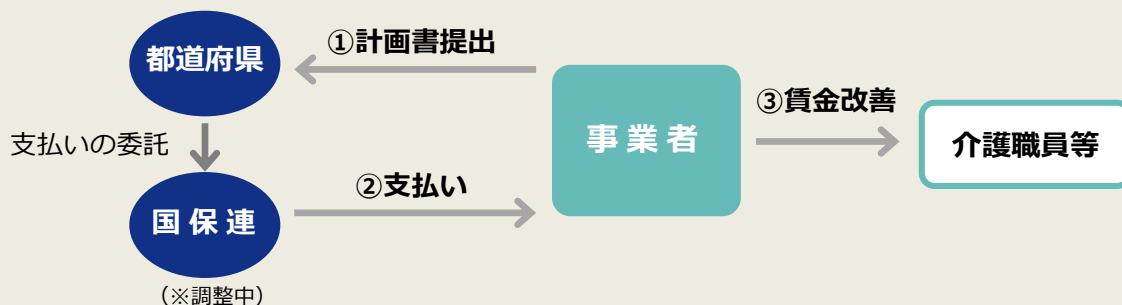 ①計画書提出
都道府県
③賃金改善
事業者
介護職員等
支払いの委託
②支払い
国保連
（※調整中）